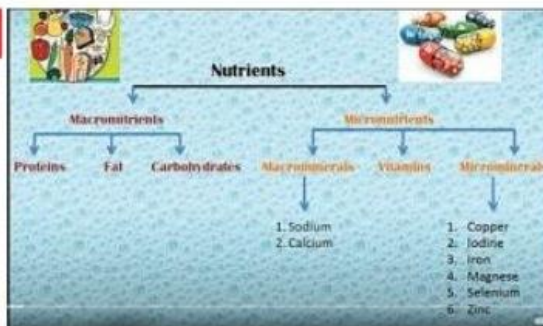 Nutrients
Macronutrients Micronutrients
Proteins Fat Carbohydrates Macrominerals Vitamins Microminerals
1. Sodium
2. Calcium
1. Copper
2. Iodine
3. Iron
4. Magnese
5. Selenium
6. Zinc